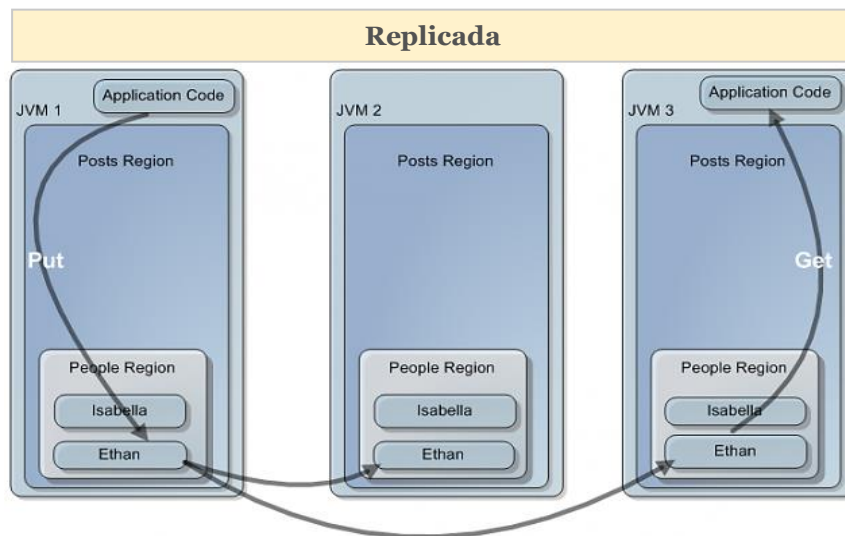 Replicada
Application Code
JVM 1
Posts Region
Put
People Region
Isabella
Ethan
JVM 2
Posts Region
People Region
Isabella
Ethan
Application Code
JVM 3
Posts Region
Get
People Region
Isabella
Ethan